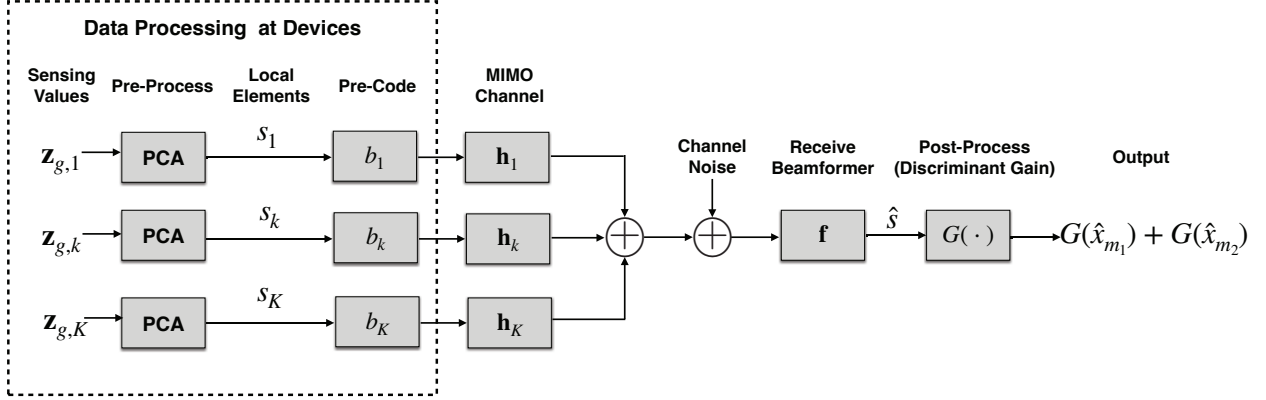 Data Processing at Devices
Sensing
Values
Pre-Process
Local
Elements
Pre-Code
MIMO
Channel
Channel
Noise
Receive
Beamformer
Post-Process
(Discriminant Gain)
Output
𝐳_{g,1} PCA s_1 b_1 𝐡_1
𝐳_{g,k} PCA s_k b_k 𝐡_k 𝐟 ŝ G(·) G(x̂_{m_1}) + G(x̂_{m_2})
𝐳_{g,K} PCA s_K b_K 𝐡_K